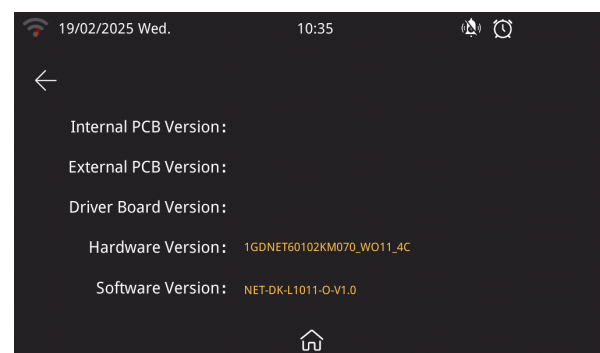 19/02/2025 Wed. 10:35
Internal PCB Version:
External PCB Version:
Driver Board Version:
Hardware Version: 1GDNET60102KM070_WO11_4C
Software Version: NET-DK-L1011-O-V1.0